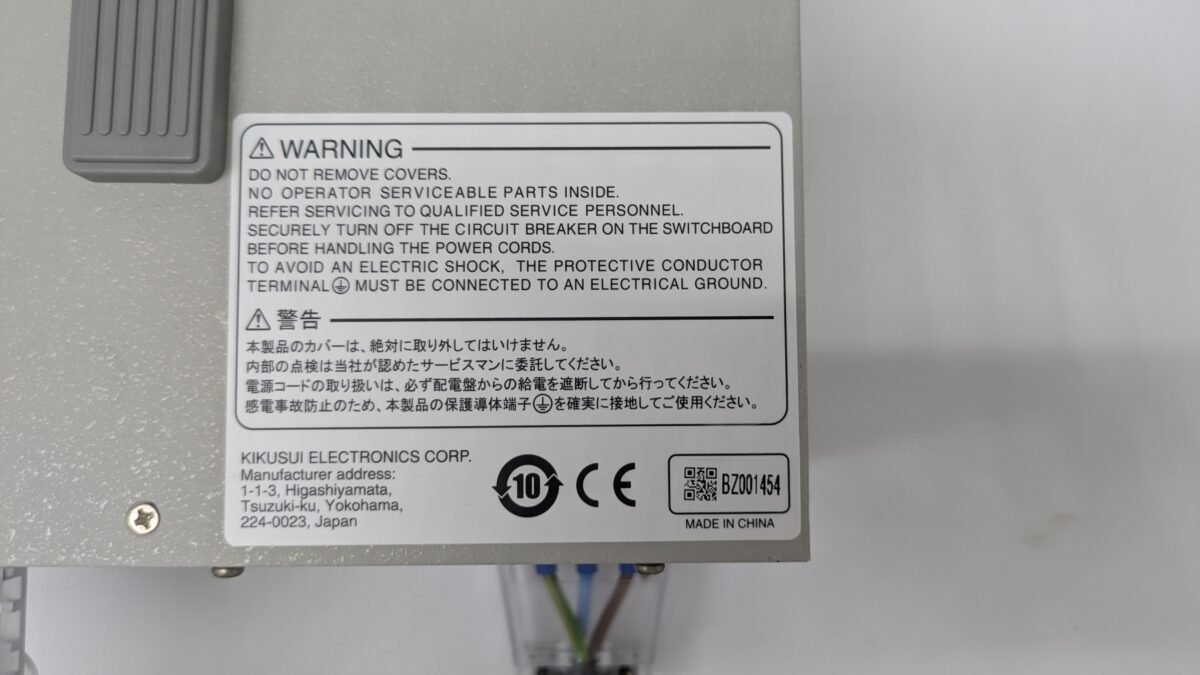 ⚠ WARNING
DO NOT REMOVE COVERS.
NO OPERATOR SERVICEABLE PARTS INSIDE.
REFER SERVICING TO QUALIFIED SERVICE PERSONNEL.
SECURELY TURN OFF THE CIRCUIT BREAKER ON THE SWITCHBOARD
BEFORE HANDLING THE POWER CORDS.
TO AVOID AN ELECTRIC SHOCK, THE PROTECTIVE CONDUCTOR
TERMINAL MUST BE CONNECTED TO AN ELECTRICAL GROUND.
⚠ 警告
本製品のカバーは、絶対に取り外してはいけません。
内部の点検は当社が認めたサービスマンに委託してください。
電源コードの取り扱いは、必ず配電盤からの給電を遮断してから行ってください。
感電事故防止のため、本製品の保護導体端子を確実に接地してご使用ください。
KIKUSUI ELECTRONICS CORP.
Manufacturer address:
1-1-3, Higashiyamata,
Tsuzuki-ku, Yokohama,
224-0023, Japan
10
CE
BZ001454
MADE IN CHINA